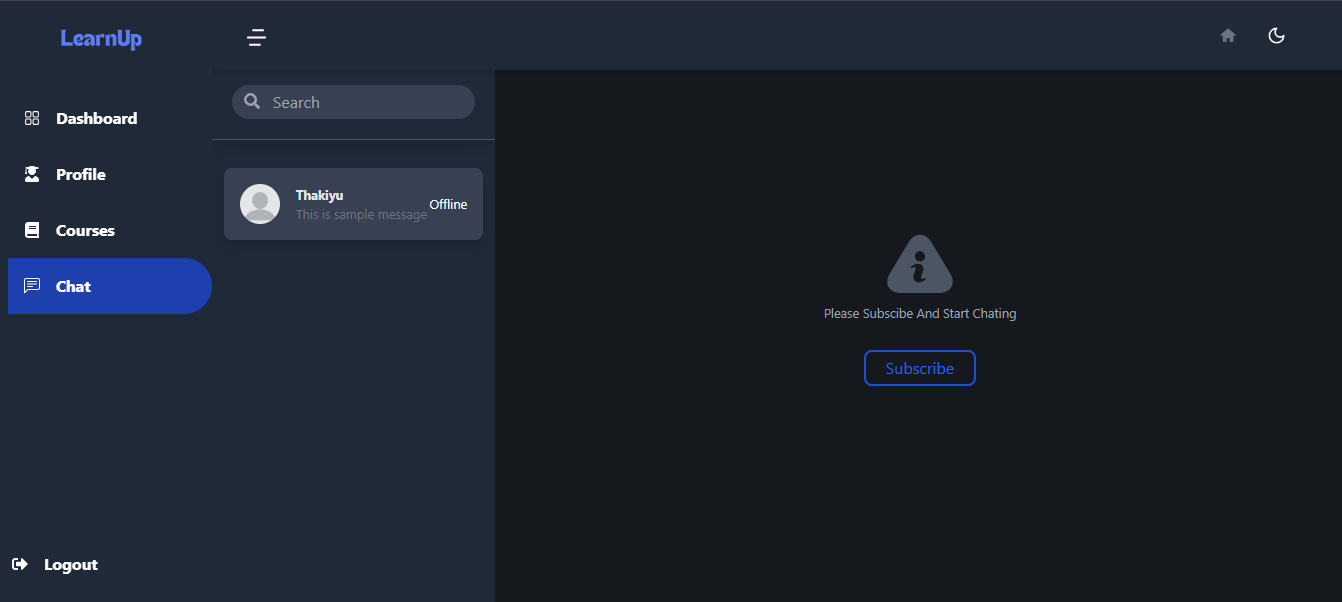 LearnUp
Dashboard
Profile
Courses
Chat
Logout
Search
Thakiyu
This is sample message
Offline
Please Subscibe And Start Chating
Subscribe